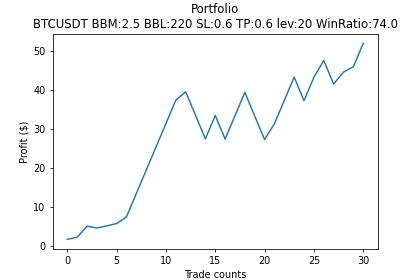 Portfolio
BTCUSDT BBM:2.5 BBL:220 SL:0.6 TP:0.6 lev:20 WinRatio:74.0
50
40
30
20
10
0
Profit ($)
0 5 10 15 20 25 30
Trade counts